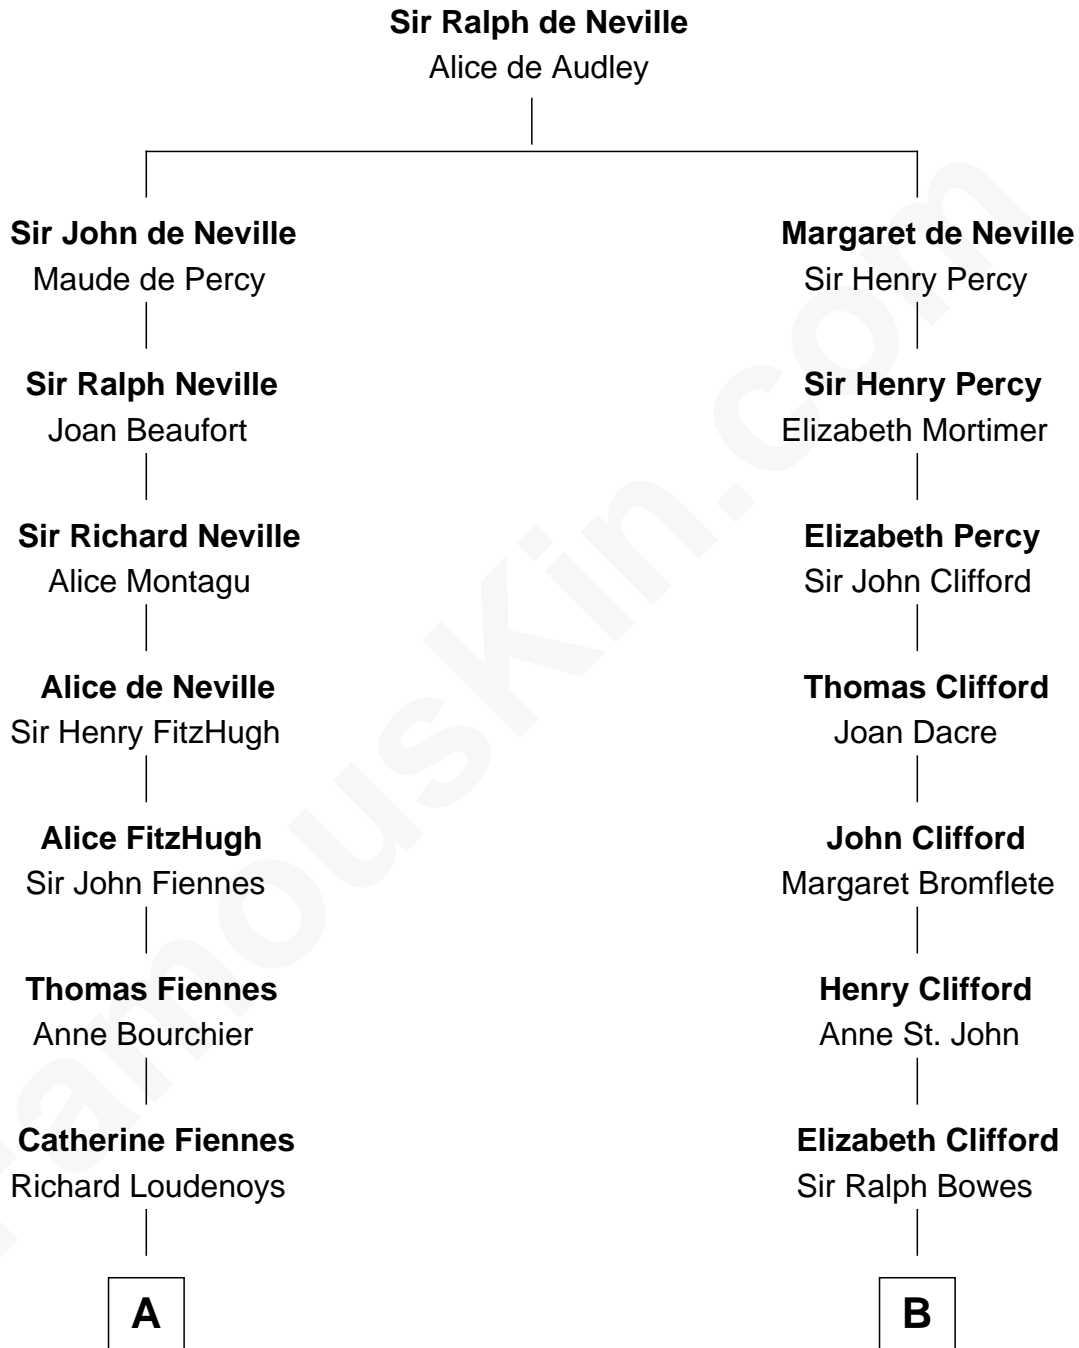 Sir Ralph de Neville
Alice de Audley
Sir John de Neville
Maude de Percy
Margaret de Neville
Sir Henry Percy
Sir Ralph Neville
Joan Beaufort
Sir Henry Percy
Elizabeth Mortimer
Sir Richard Neville
Alice Montagu
Elizabeth Percy
Sir John Clifford
Alice de Neville
Sir Henry FitzHugh
Thomas Clifford
Joan Dacre
Alice FitzHugh
Sir John Fiennes
John Clifford
Margaret Bromflete
Thomas Fiennes
Anne Bourchier
Henry Clifford
Anne St. John
Catherine Fiennes
Richard Loudenoys
Elizabeth Clifford
Sir Ralph Bowes
A
B
FamousKin.com